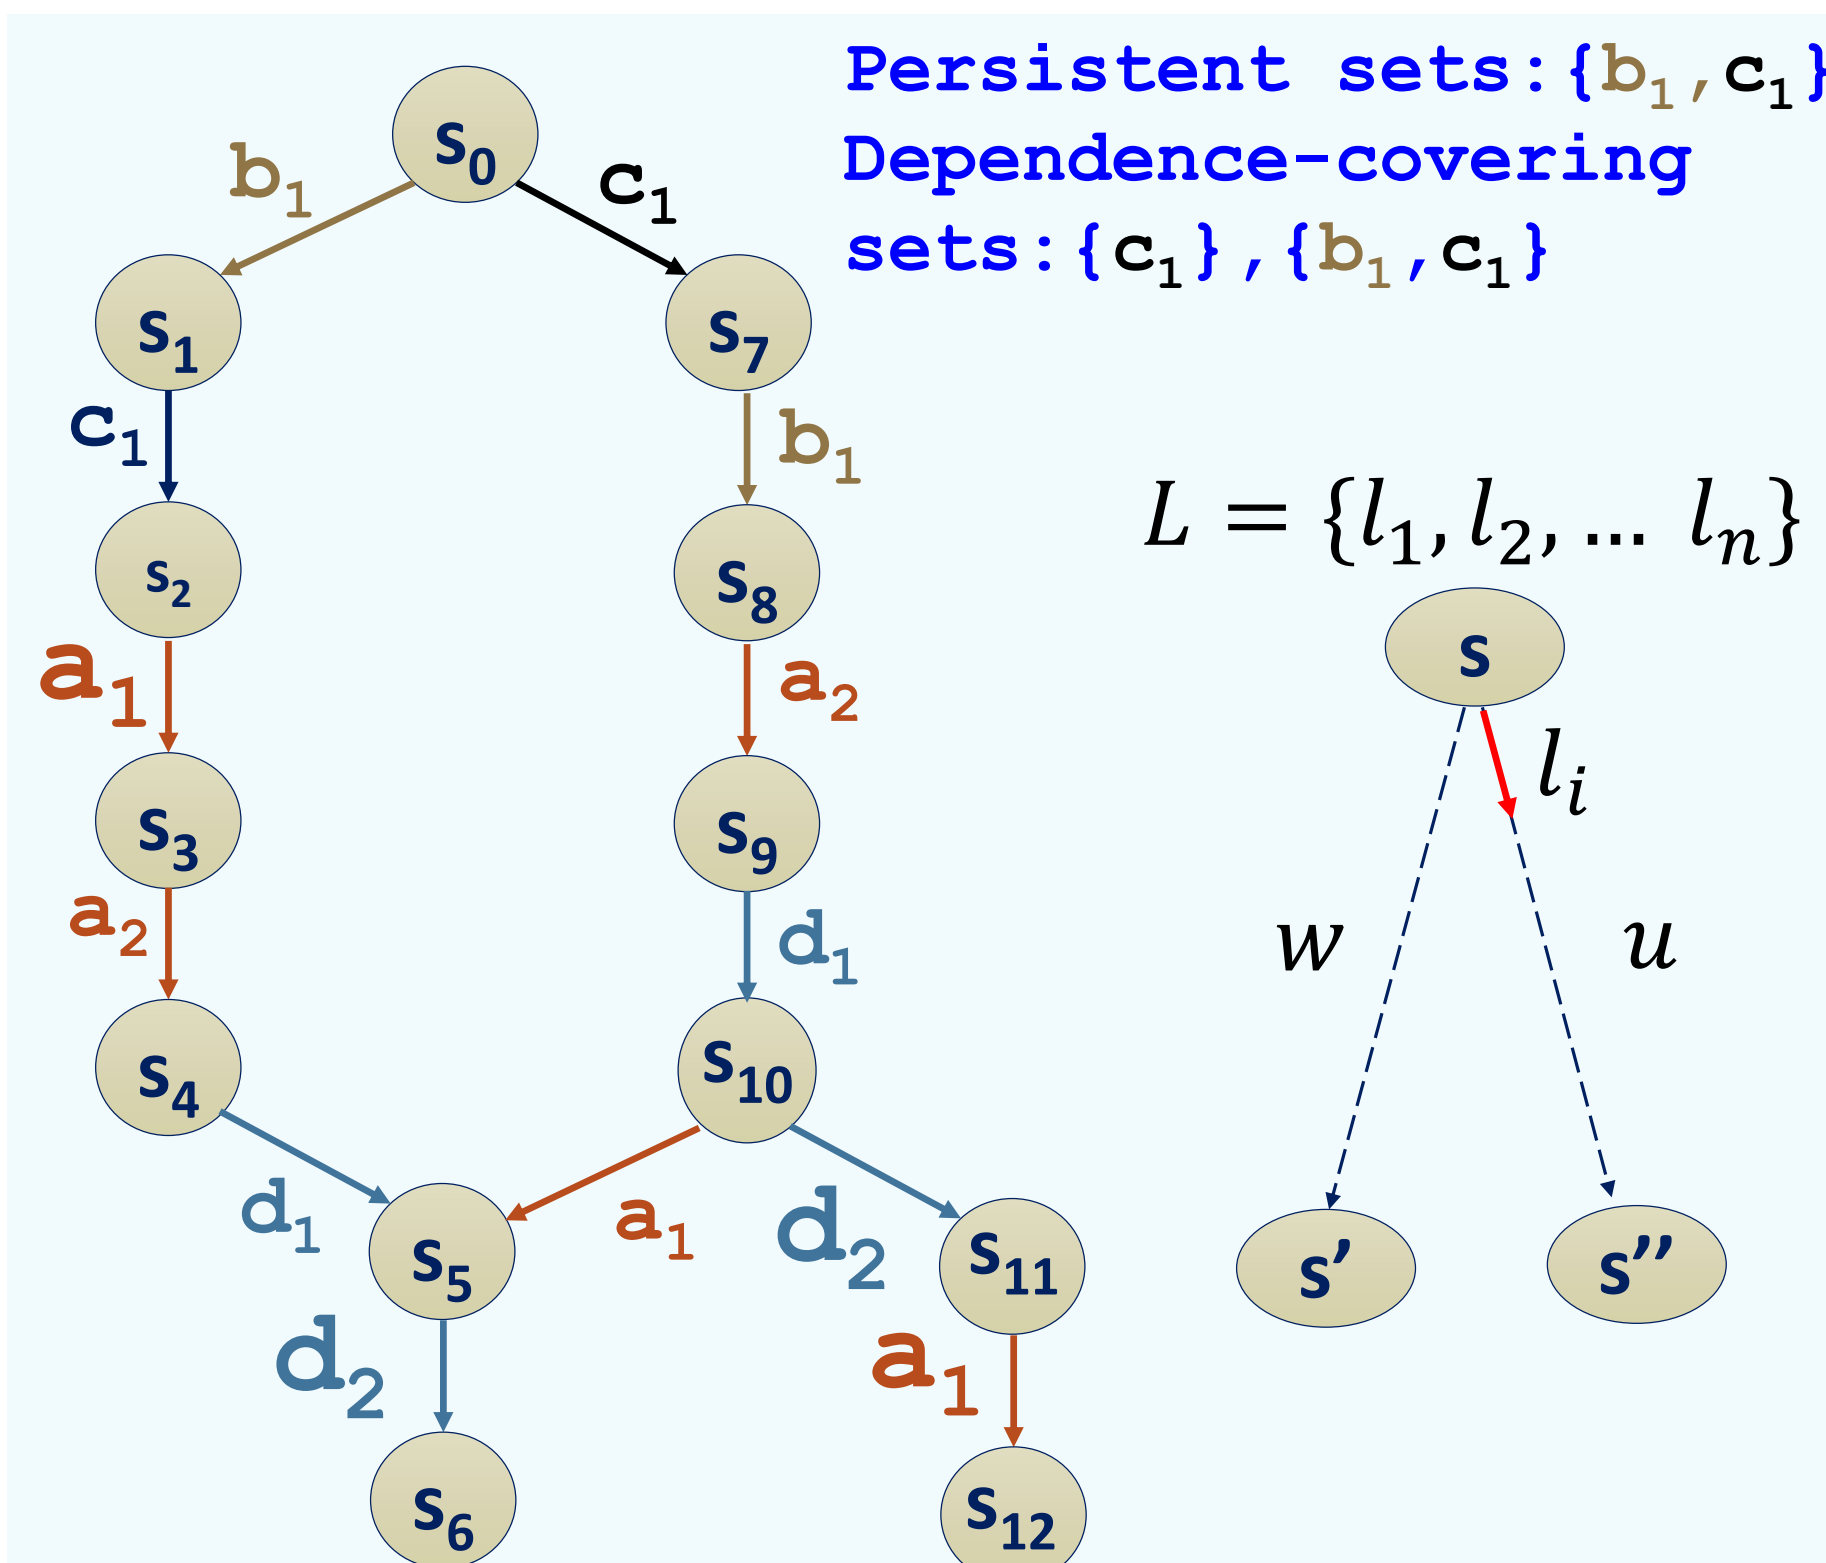 Persistent sets:{b₁,c₁}
Dependence-covering
sets:{c₁},{b₁,c₁}
s₀
b₁
c₁
s₁
s₇
c₁
b₁
s₂
s₈
a₁
a₂
s₃
s₉
a₂
d₁
s₄
s₁₀
d₁
a₁
d₂
s₅
s₁₁
d₂
a₁
s₆
s₁₂
L = {l₁, l₂, … lₙ}
s
lᵢ
w
u
s’
s’’